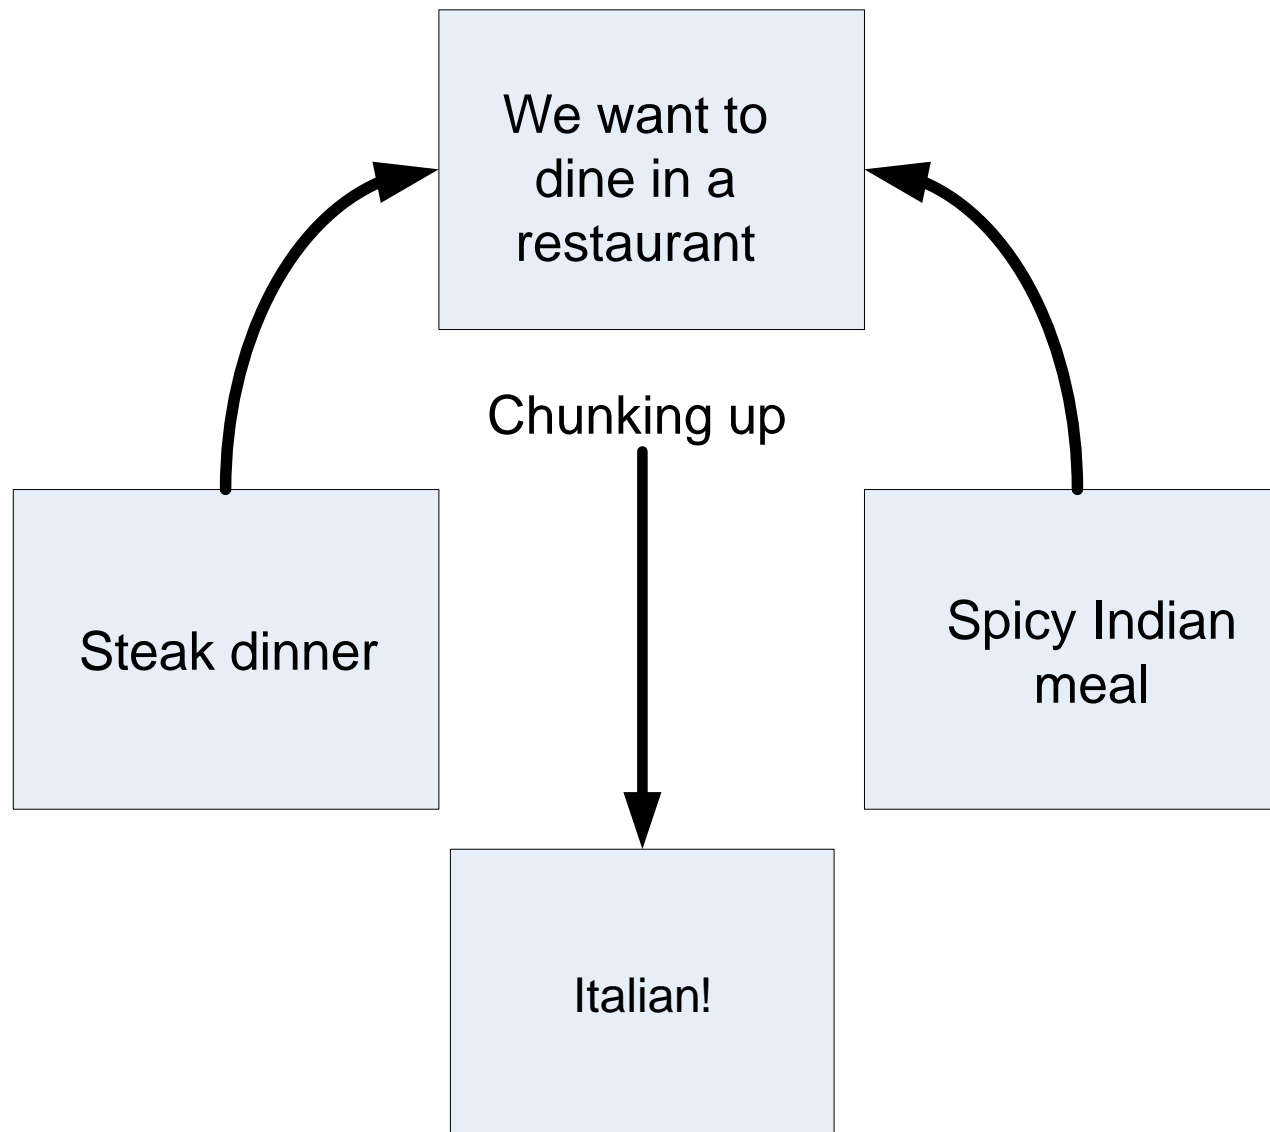 We want to
dine in a
restaurant
Chunking up
Steak dinner
Spicy Indian
meal
Italian!